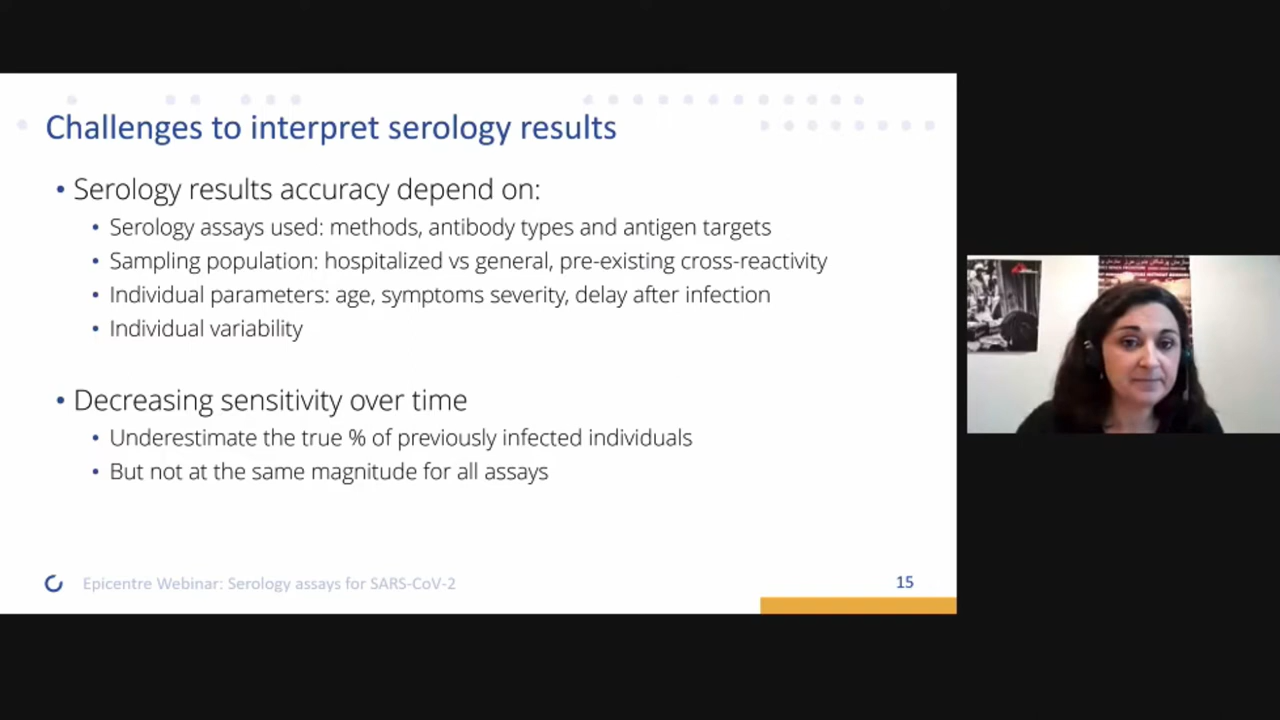 Challenges to interpret serology results
• Serology results accuracy depend on:
• Serology assays used: methods, antibody types and antigen targets
• Sampling population: hospitalized vs general, pre-existing cross-reactivity
• Individual parameters: age, symptoms severity, delay after infection
• Individual variability
• Decreasing sensitivity over time
• Underestimate the true % of previously infected individuals
• But not at the same magnitude for all assays
Epicentre Webinar: Serology assays for SARS-CoV-2
15